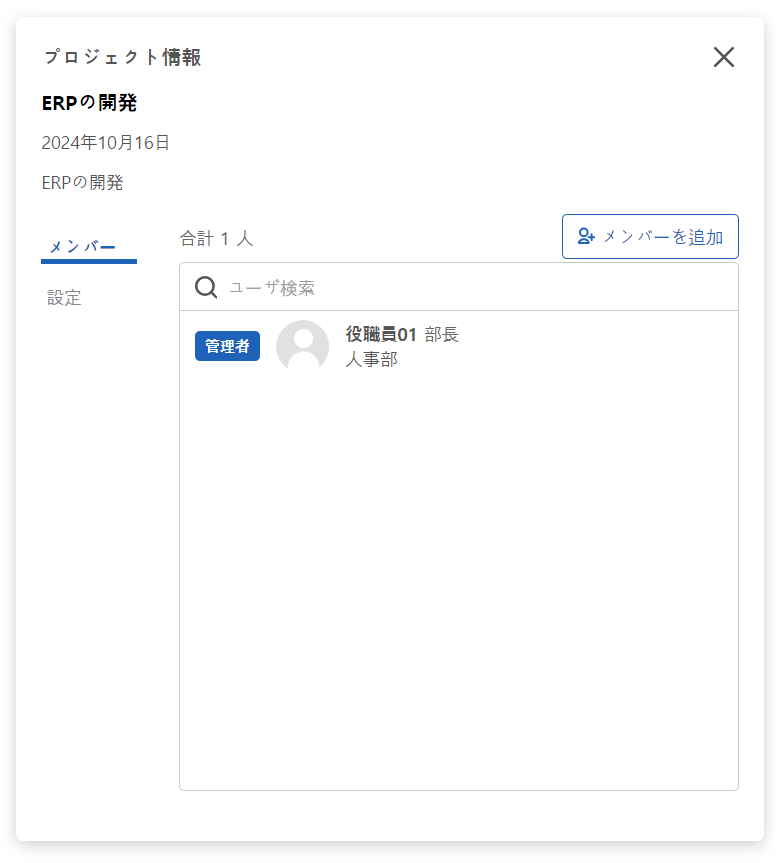 プロジェクト情報
ERPの開発
2024年10月16日
ERPの開発
メンバー
設定
合計 1 人
メンバーを追加
ユーザ検索
管理者
役職員01 部長
人事部